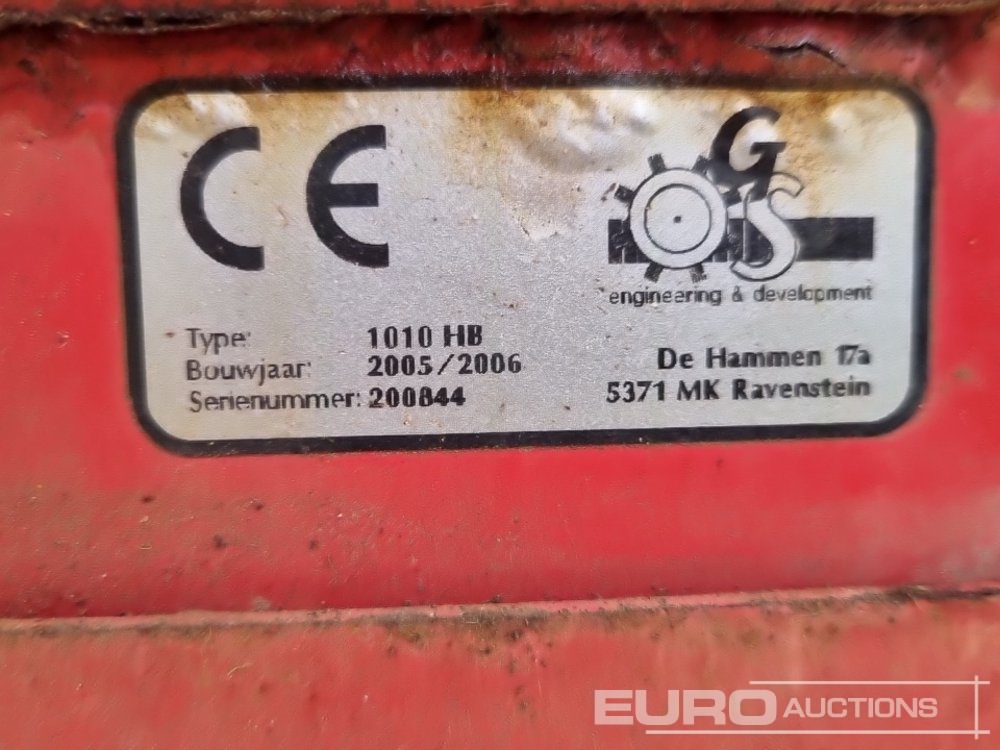 CE
GS
engineering & development
Type: 1010 HB
Bouwjaar: 2005/2006
Serienummer: 200844
De Hammen 17a
5371 MK Ravenstein
EURO AUCTIONS